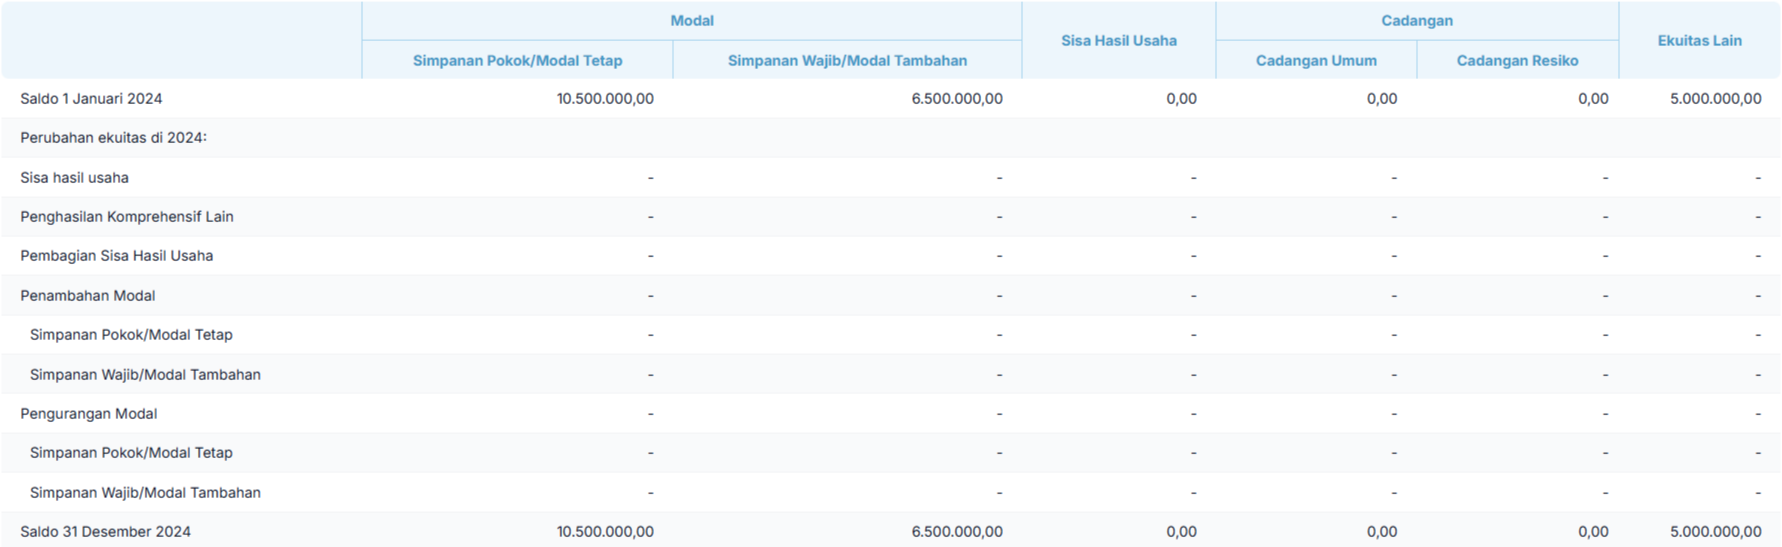 Modal Sisa Hasil Usaha Cadangan Ekuitas Lain
Simpanan Pokok/Modal Tetap Simpanan Wajib/Modal Tambahan Cadangan Umum Cadangan Resiko
Saldo 1 Januari 2024 10.500.000,00 6.500.000,00 0,00 0,00 0,00 5.000.000,00
Perubahan ekuitas di 2024:
Sisa hasil usaha - - - - - -
Penghasilan Komprehensif Lain - - - - - -
Pembagian Sisa Hasil Usaha - - - - - -
Penambahan Modal - - - - - -
Simpanan Pokok/Modal Tetap - - - - - -
Simpanan Wajib/Modal Tambahan - - - - - -
Pengurangan Modal - - - - - -
Simpanan Pokok/Modal Tetap - - - - - -
Simpanan Wajib/Modal Tambahan - - - - - -
Saldo 31 Desember 2024 10.500.000,00 6.500.000,00 0,00 0,00 0,00 5.000.000,00